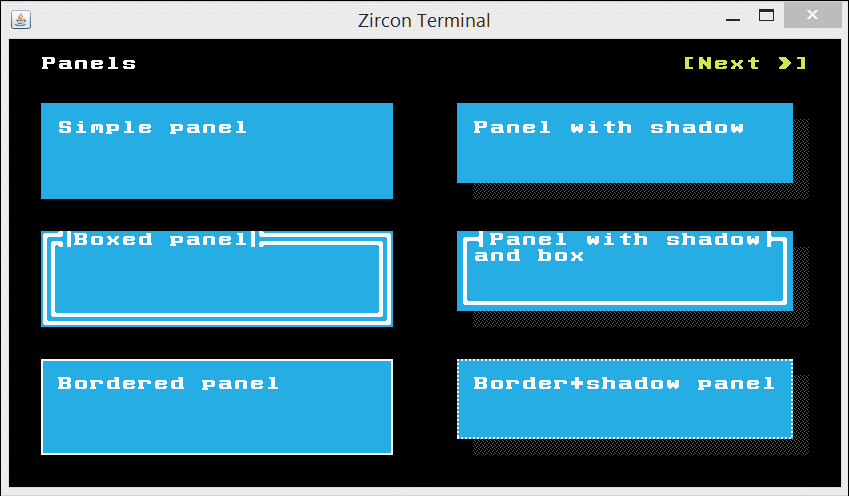 Zircon Terminal
Panels
[Next >]
Simple panel
Panel with shadow
Boxed panel
Panel with shadow
and box
Bordered panel
Border+shadow panel